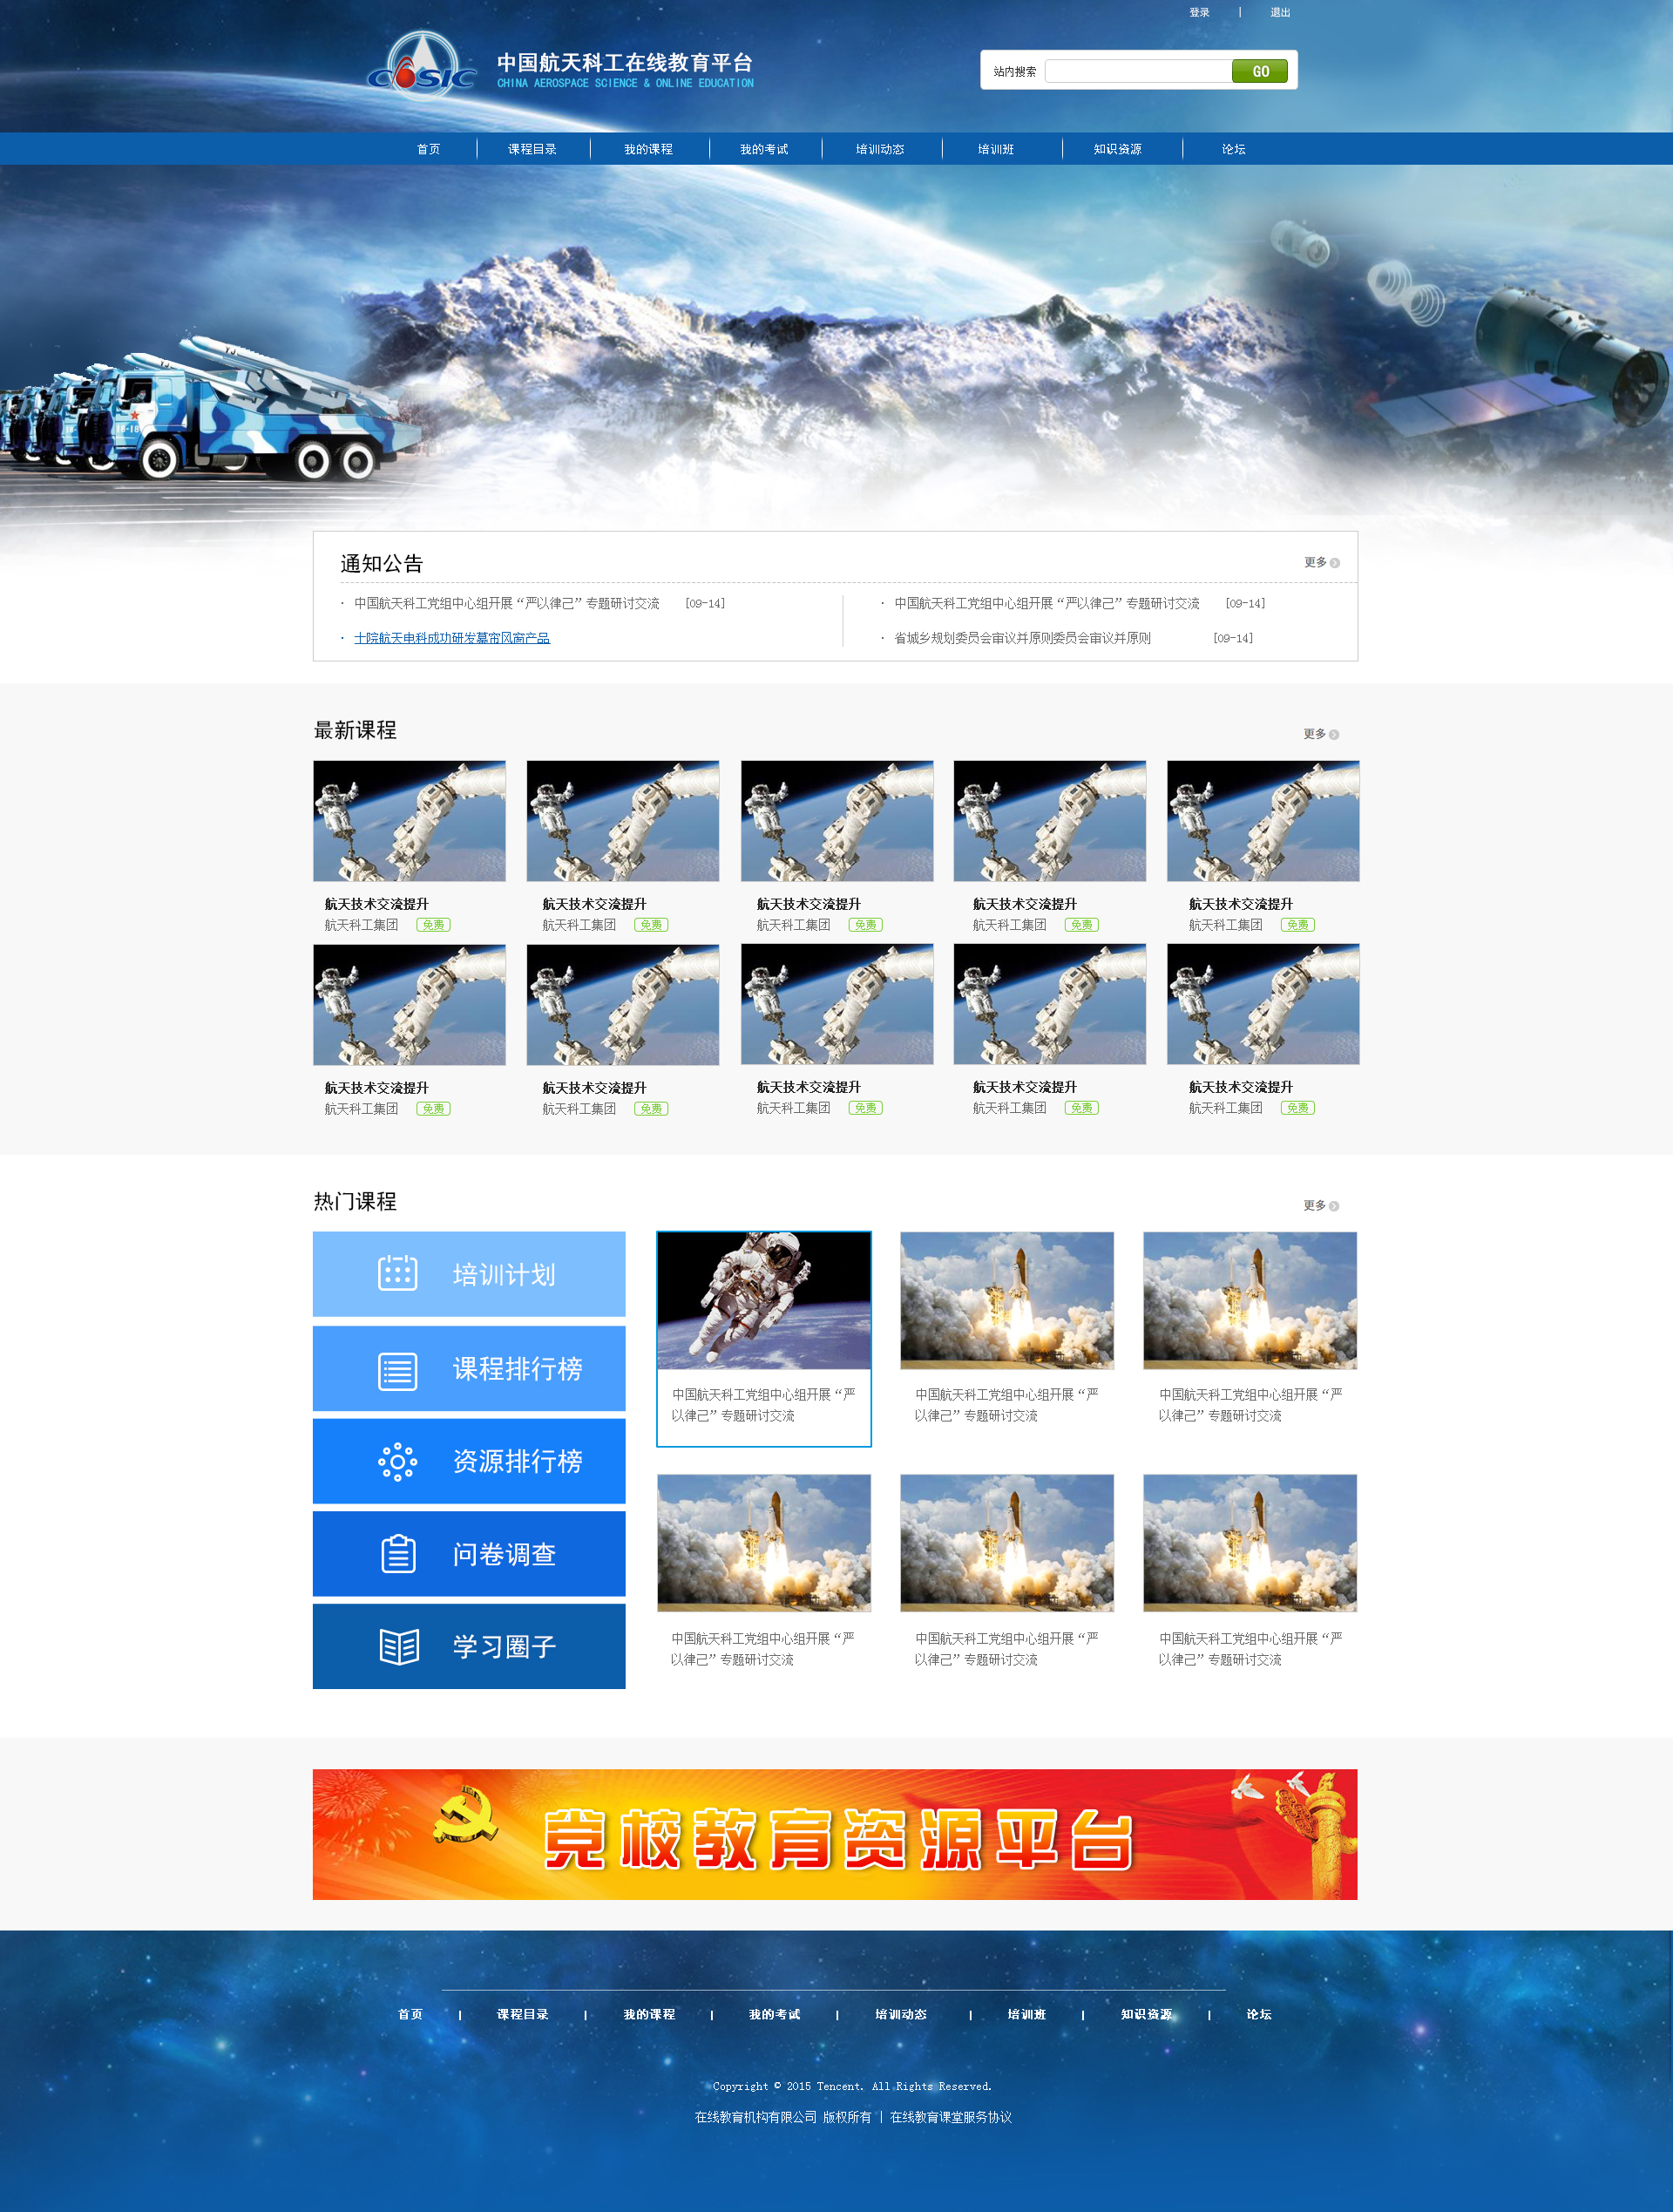 登录 | 退出
CASIC
中国航天科工在线教育平台
CHINA AEROSPACE SCIENCE & ONLINE EDUCATION
站内搜索 GO
首页 课程目录 我的课程 我的考试 培训动态 培训班 知识资源 论坛
通知公告 更多
· 中国航天科工党组中心组开展“严以律己”专题研讨交流 [09-14]
· 中国航天科工党组中心组开展“严以律己”专题研讨交流 [09-14]
· 十院航天电科成功研发幕帘风窗产品
· 省城乡规划委员会审议并原则委员会审议并原则 [09-14]
最新课程 更多
航天技术交流提升 航天技术交流提升 航天技术交流提升 航天技术交流提升 航天技术交流提升
航天科工集团 免费 航天科工集团 免费 航天科工集团 免费 航天科工集团 免费 航天科工集团 免费
航天技术交流提升 航天技术交流提升 航天技术交流提升 航天技术交流提升 航天技术交流提升
航天科工集团 免费 航天科工集团 免费 航天科工集团 免费 航天科工集团 免费 航天科工集团 免费
热门课程 更多
培训计划
课程排行榜
资源排行榜
问卷调查
学习圈子
中国航天科工党组中心组开展“严
以律己”专题研讨交流
中国航天科工党组中心组开展“严
以律己”专题研讨交流
中国航天科工党组中心组开展“严
以律己”专题研讨交流
中国航天科工党组中心组开展“严
以律己”专题研讨交流
中国航天科工党组中心组开展“严
以律己”专题研讨交流
中国航天科工党组中心组开展“严
以律己”专题研讨交流
党校教育资源平台
首页 | 课程目录 | 我的课程 | 我的考试 | 培训动态 | 培训班 | 知识资源 | 论坛
Copyright © 2015 Tencent. All Rights Reserved.
在线教育机构有限公司 版权所有 | 在线教育课堂服务协议